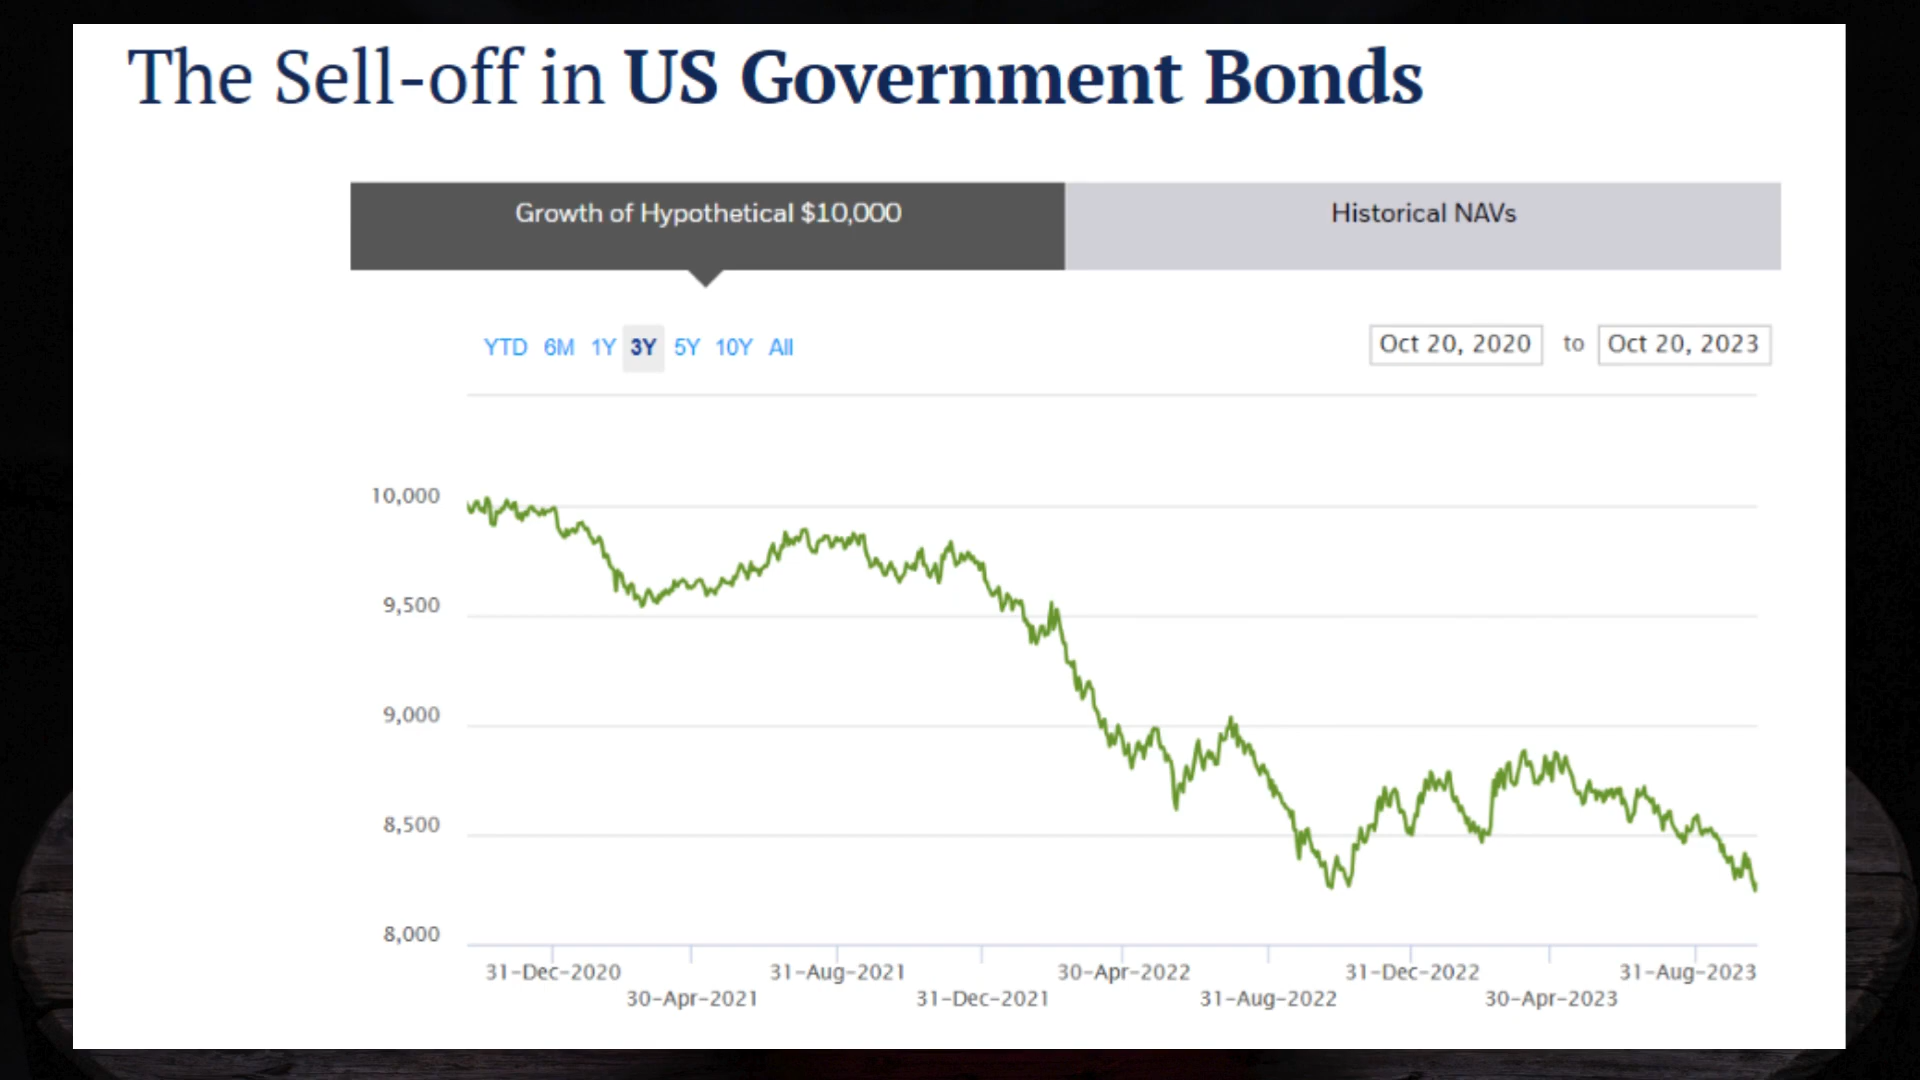 The Sell-off in US Government Bonds
Growth of Hypothetical $10,000
Historical NAVs
YTD 6M 1Y 3Y 5Y 10Y All
Oct 20, 2020 to Oct 20, 2023
10,000
9,500
9,000
8,500
8,000
31-Dec-2020
30-Apr-2021
31-Aug-2021
31-Dec-2021
30-Apr-2022
31-Aug-2022
31-Dec-2022
30-Apr-2023
31-Aug-2023